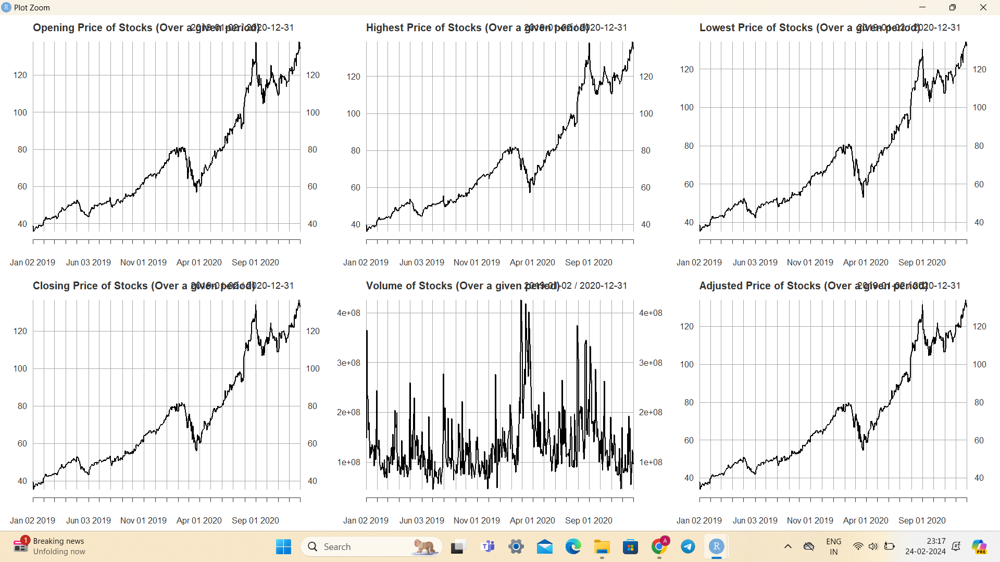 Plot Zoom
Opening Price of Stocks (Over a given period) 2019-01-02 / 2020-12-31
120 120
100 100
80 80
60 60
40 40
Jan 02 2019 Jun 03 2019 Nov 01 2019 Apr 01 2020 Sep 01 2020
Highest Price of Stocks (Over a given period) 2019-01-02 / 2020-12-31
120 120
100 100
80 80
60 60
40 40
Jan 02 2019 Jun 03 2019 Nov 01 2019 Apr 01 2020 Sep 01 2020
Lowest Price of Stocks (Over a given period) 2019-01-02 / 2020-12-31
120 120
100 100
80 80
60 60
40 40
Jan 02 2019 Jun 03 2019 Nov 01 2019 Apr 01 2020 Sep 01 2020
Closing Price of Stocks (Over a given period) 2019-01-02 / 2020-12-31
120 120
100 100
80 80
60 60
40 40
Jan 02 2019 Jun 03 2019 Nov 01 2019 Apr 01 2020 Sep 01 2020
Volume of Stocks (Over a given period) 2019-01-02 / 2020-12-31
4e+08 4e+08
3e+08 3e+08
2e+08 2e+08
1e+08 1e+08
Jan 02 2019 Jun 03 2019 Nov 01 2019 Apr 01 2020 Sep 01 2020
Adjusted Price of Stocks (Over a given period) 2019-01-02 / 2020-12-31
120 120
100 100
80 80
60 60
40 40
Jan 02 2019 Jun 03 2019 Nov 01 2019 Apr 01 2020 Sep 01 2020
1
Breaking news
Unfolding now
Search
A
R
ENG
IN
23:17
24-02-2024
PRE